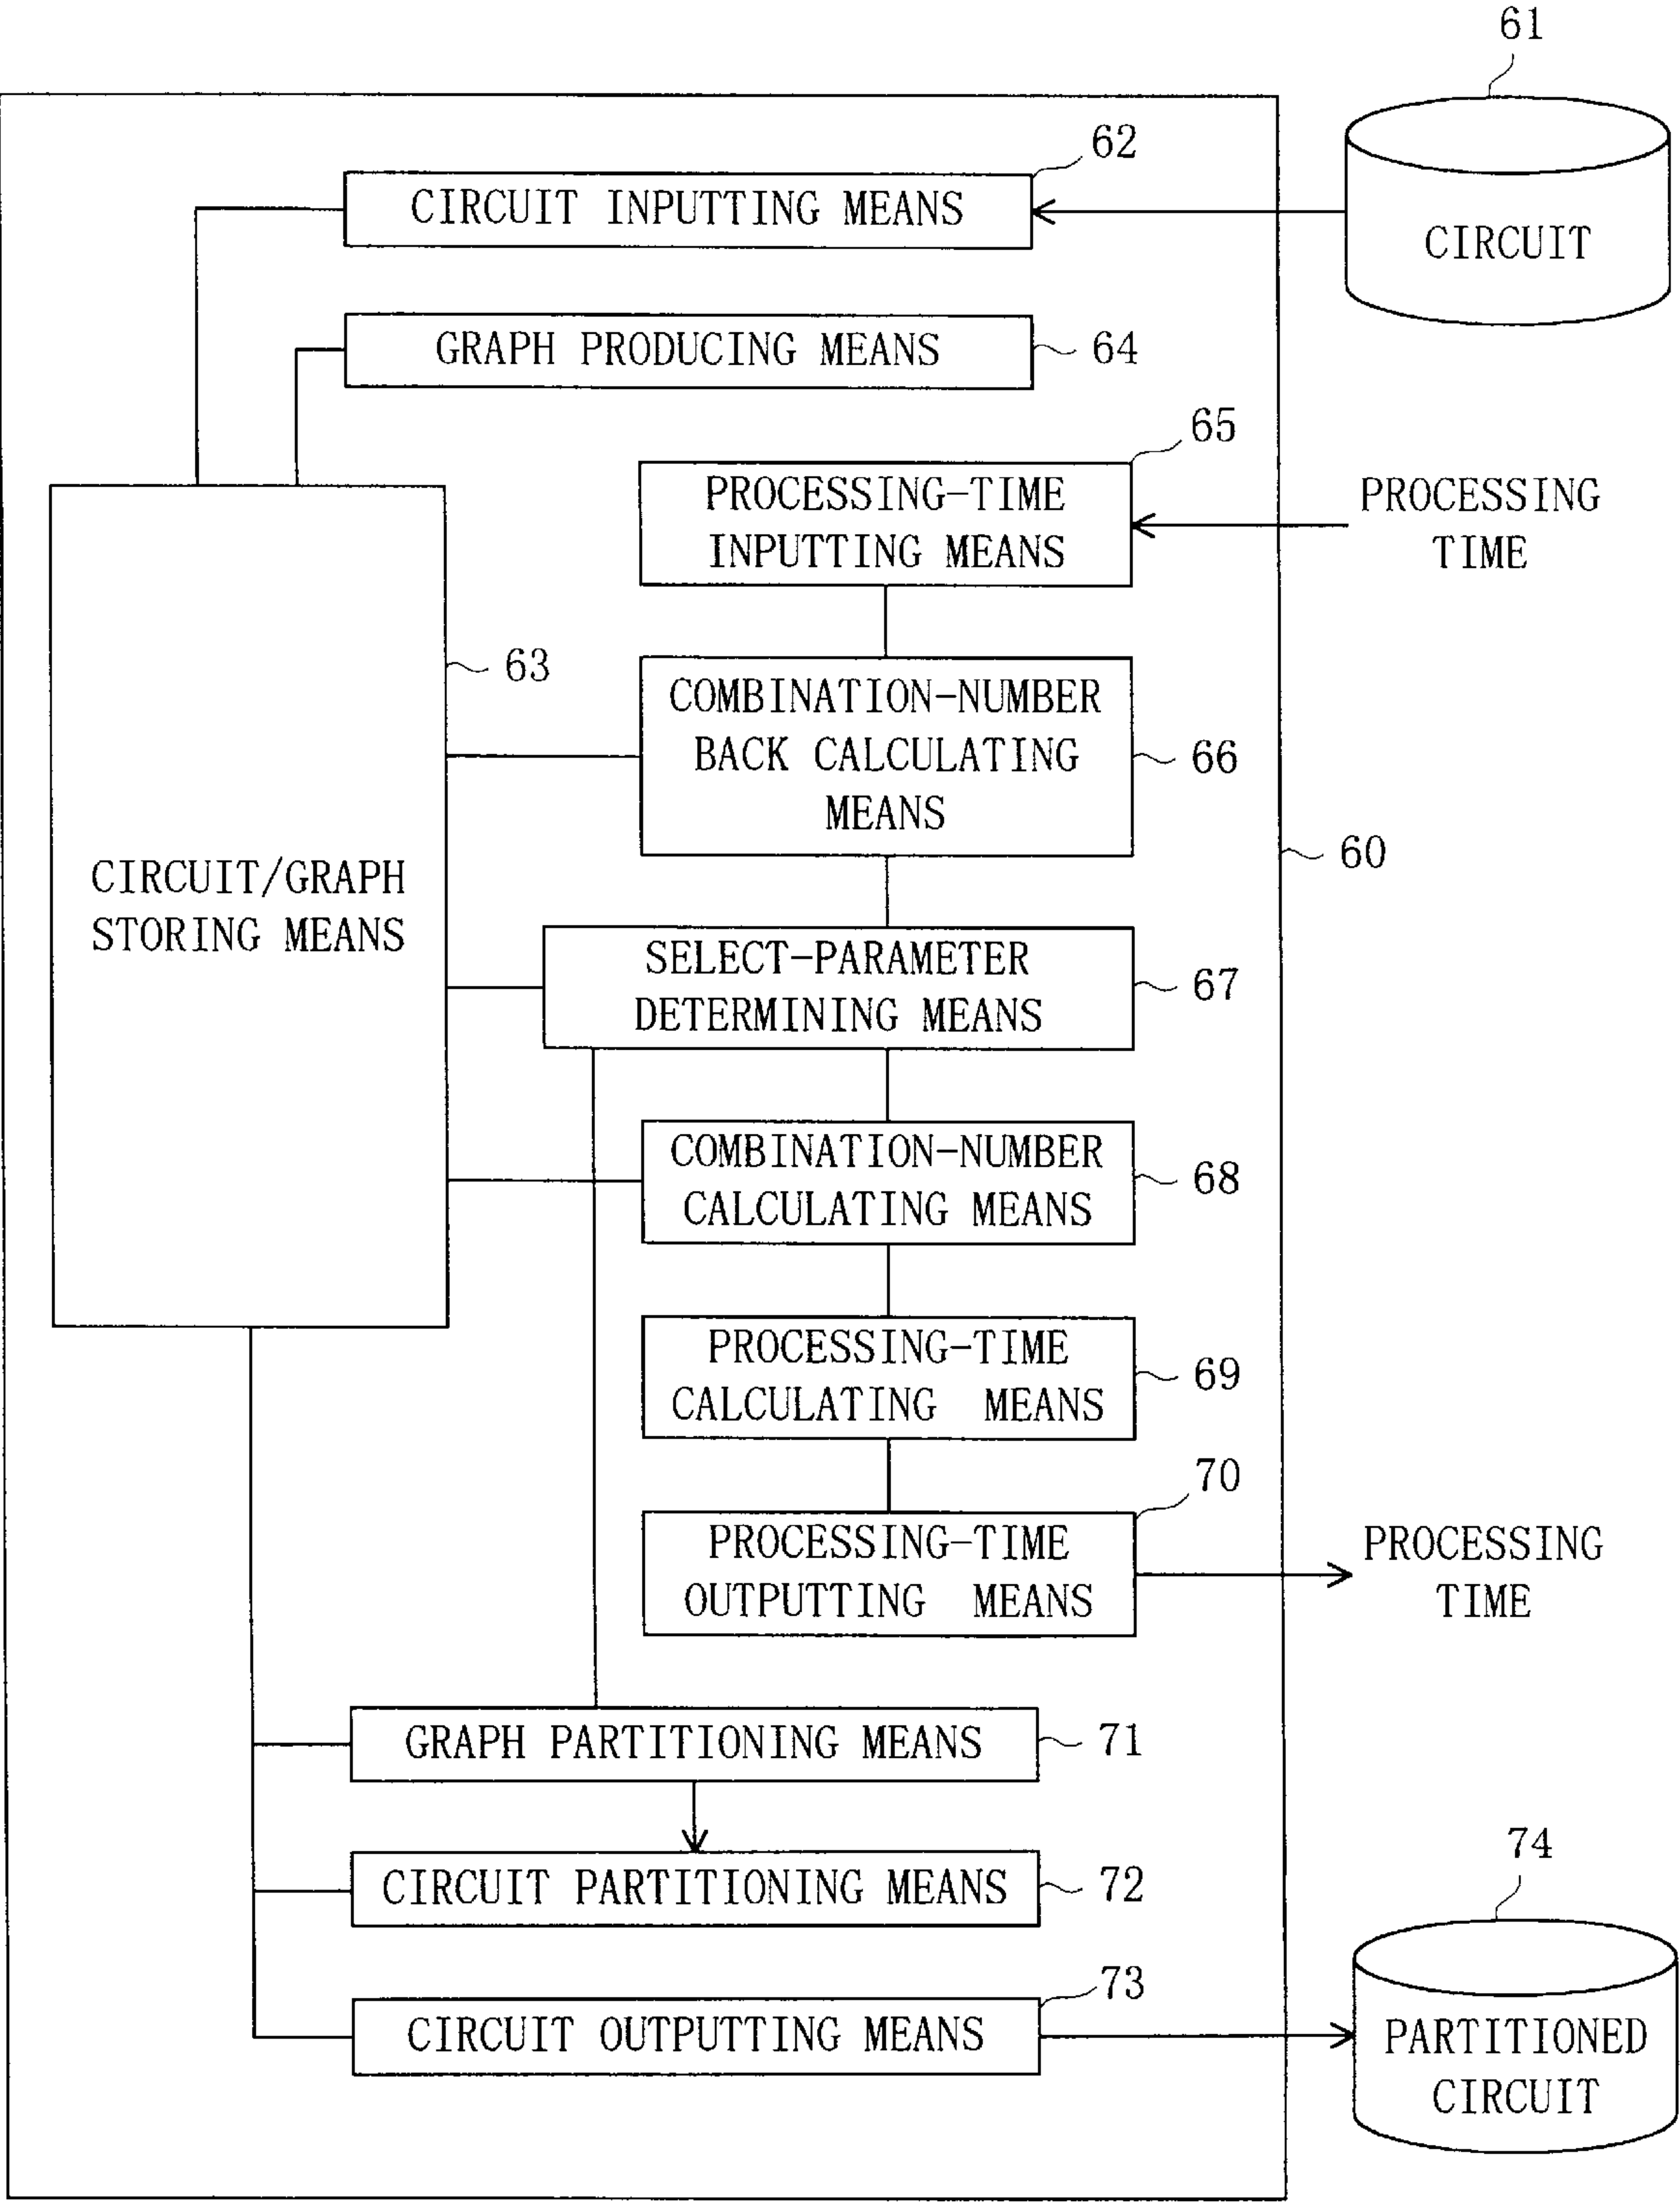 61
62
CIRCUIT INPUTTING MEANS
CIRCUIT
GRAPH PRODUCING MEANS
64
65
PROCESSING-TIME
INPUTTING MEANS
PROCESSING
TIME
63
COMBINATION-NUMBER
BACK CALCULATING
MEANS
66
60
CIRCUIT/GRAPH
STORING MEANS
SELECT-PARAMETER
DETERMINING MEANS
67
COMBINATION-NUMBER
CALCULATING MEANS
68
PROCESSING-TIME
CALCULATING MEANS
69
70
PROCESSING-TIME
OUTPUTTING MEANS
PROCESSING
TIME
GRAPH PARTITIONING MEANS
71
CIRCUIT PARTITIONING MEANS
72
74
73
CIRCUIT OUTPUTTING MEANS
PARTITIONED
CIRCUIT